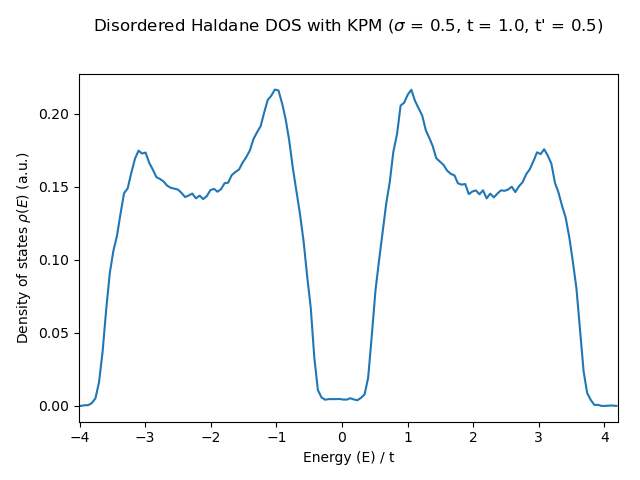 Disordered Haldane DOS with KPM (σ = 0.5, t = 1.0, t' = 0.5)
Density of states ρ(E) (a.u.)
0.20
0.15
0.10
0.05
0.00
−4 −3 −2 −1 0 1 2 3 4
Energy (E) / t